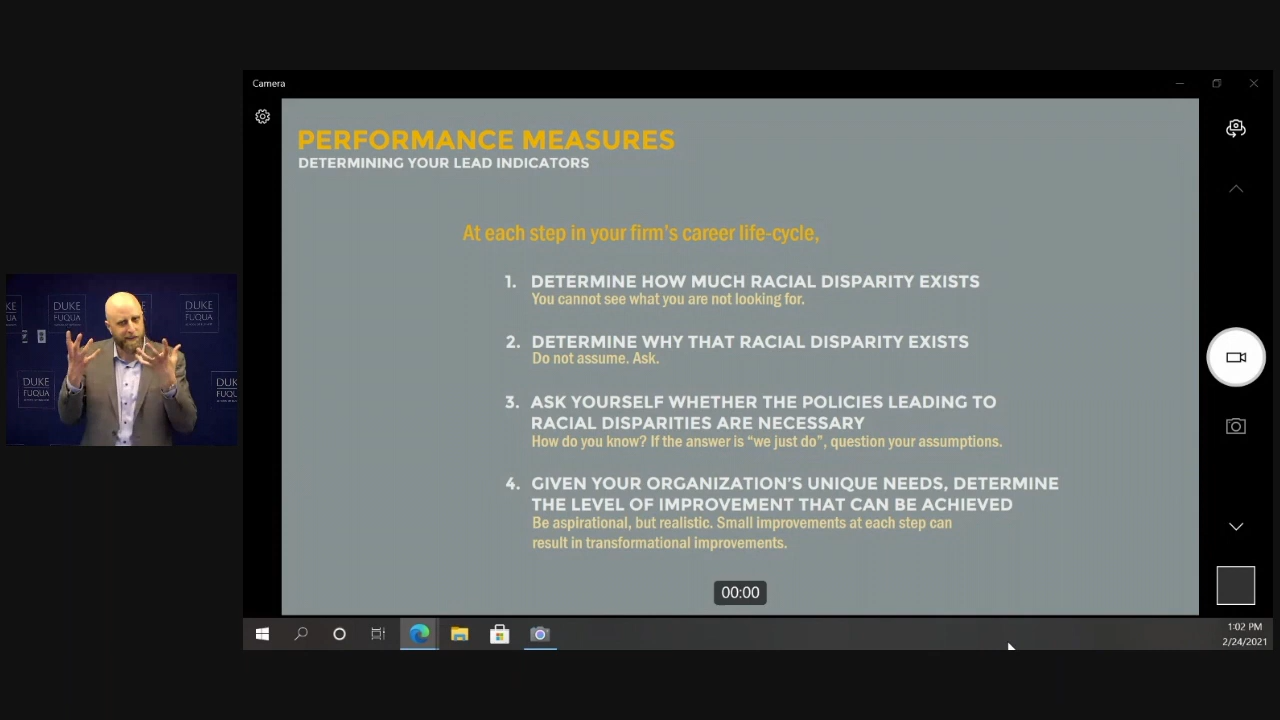 Camera
PERFORMANCE MEASURES
DETERMINING YOUR LEAD INDICATORS
At each step in your firm's career life-cycle,
1. DETERMINE HOW MUCH RACIAL DISPARITY EXISTS
You cannot see what you are not looking for.
2. DETERMINE WHY THAT RACIAL DISPARITY EXISTS
Do not assume. Ask.
3. ASK YOURSELF WHETHER THE POLICIES LEADING TO
RACIAL DISPARITIES ARE NECESSARY
How do you know? If the answer is “we just do”, question your assumptions.
4. GIVEN YOUR ORGANIZATION'S UNIQUE NEEDS, DETERMINE
THE LEVEL OF IMPROVEMENT THAT CAN BE ACHIEVED
Be aspirational, but realistic. Small improvements at each step can
result in transformational improvements.
00:00
1:02 PM
2/24/2021
DUKE
FUQUA
DUKE
FUQUA
DUKE
FUQUA
DUK
FUQUA